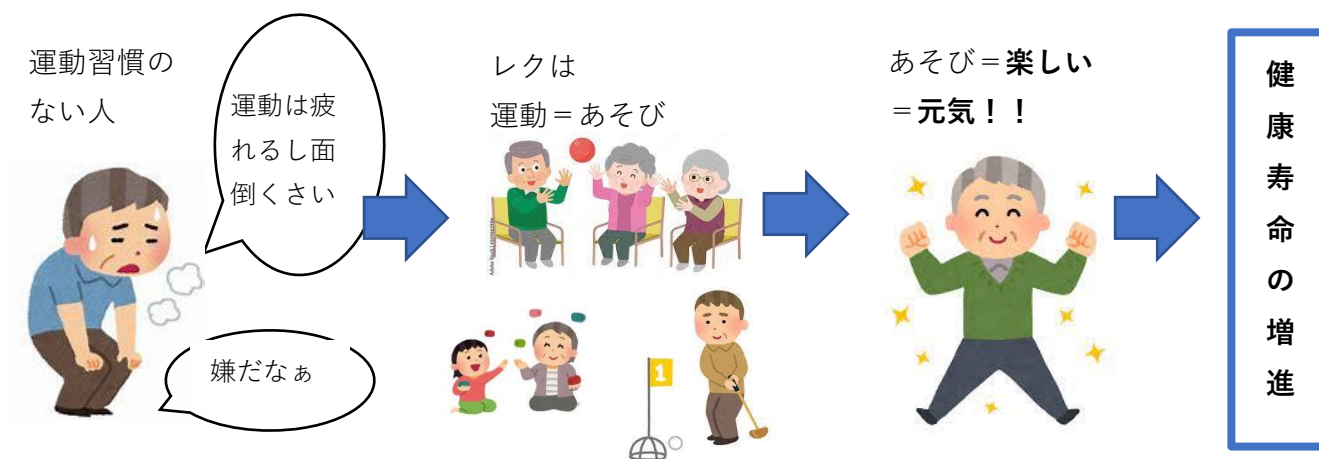 運動習慣の
ない人
運動は疲
れるし面
倒くさい
嫌だなぁ
レクは
運動＝あそび
1
あそび＝楽しい
＝元気！！
健康寿命の増進